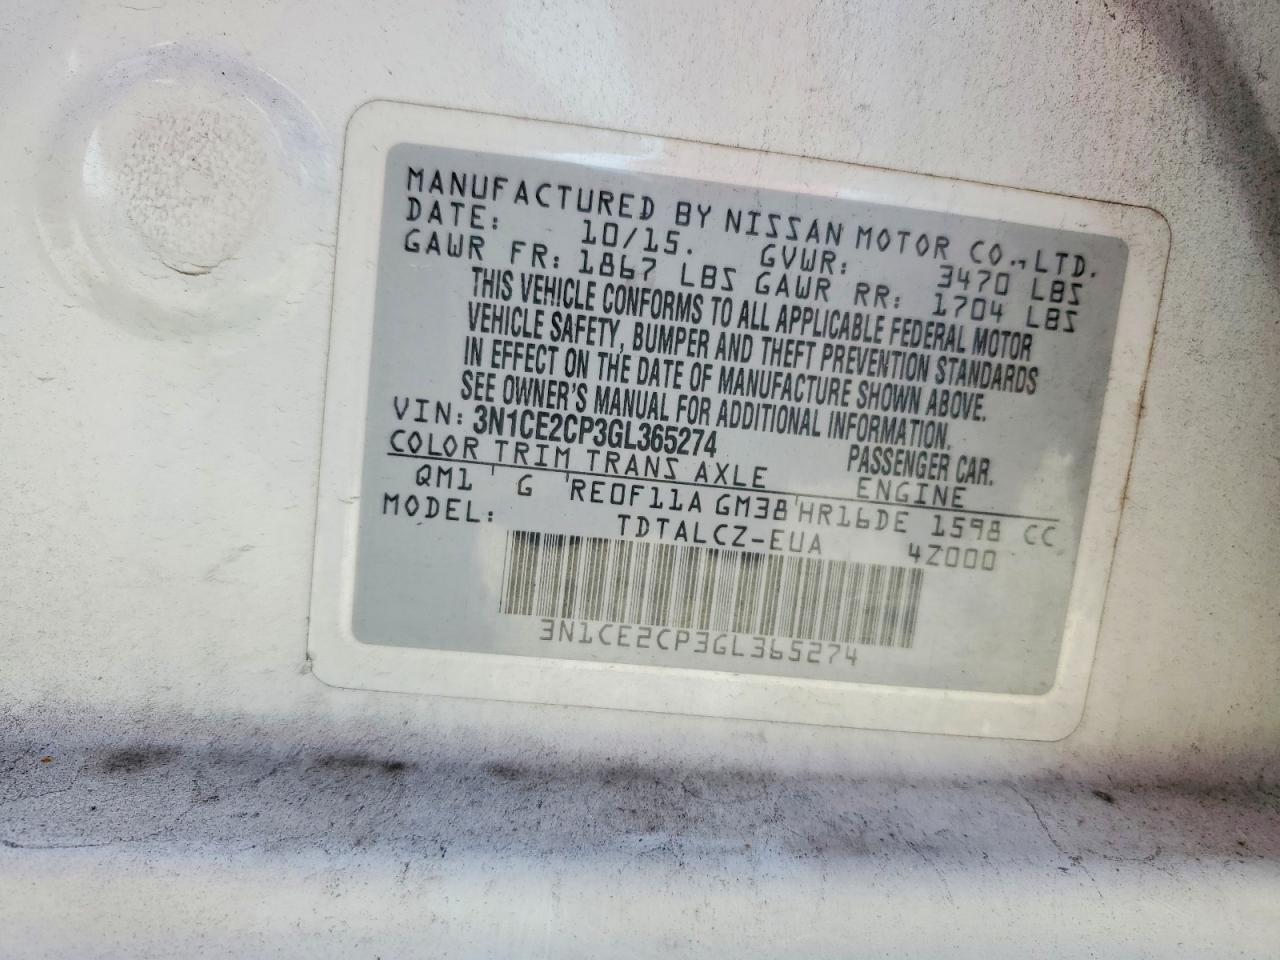 MANUFACTURED BY NISSAN MOTOR CO.,LTD.
DATE: 10/15. GVWR: 3470 LBS
GAWR FR: 1867 LBS GAWR RR: 1704 LBS
THIS VEHICLE CONFORMS TO ALL APPLICABLE FEDERAL MOTOR
VEHICLE SAFETY, BUMPER AND THEFT PREVENTION STANDARDS
IN EFFECT ON THE DATE OF MANUFACTURE SHOWN ABOVE.
SEE OWNER'S MANUAL FOR ADDITIONAL INFORMATION.
VIN: 3N1CE2CP3GL365274 PASSENGER CAR.
COLOR TRIM TRANS AXLE ENGINE
QM1 G RE0F11A GM38 HR16DE 1598 CC
MODEL: TDTALCZ-EUA 4Z000
3N1CE2CP3GL365274